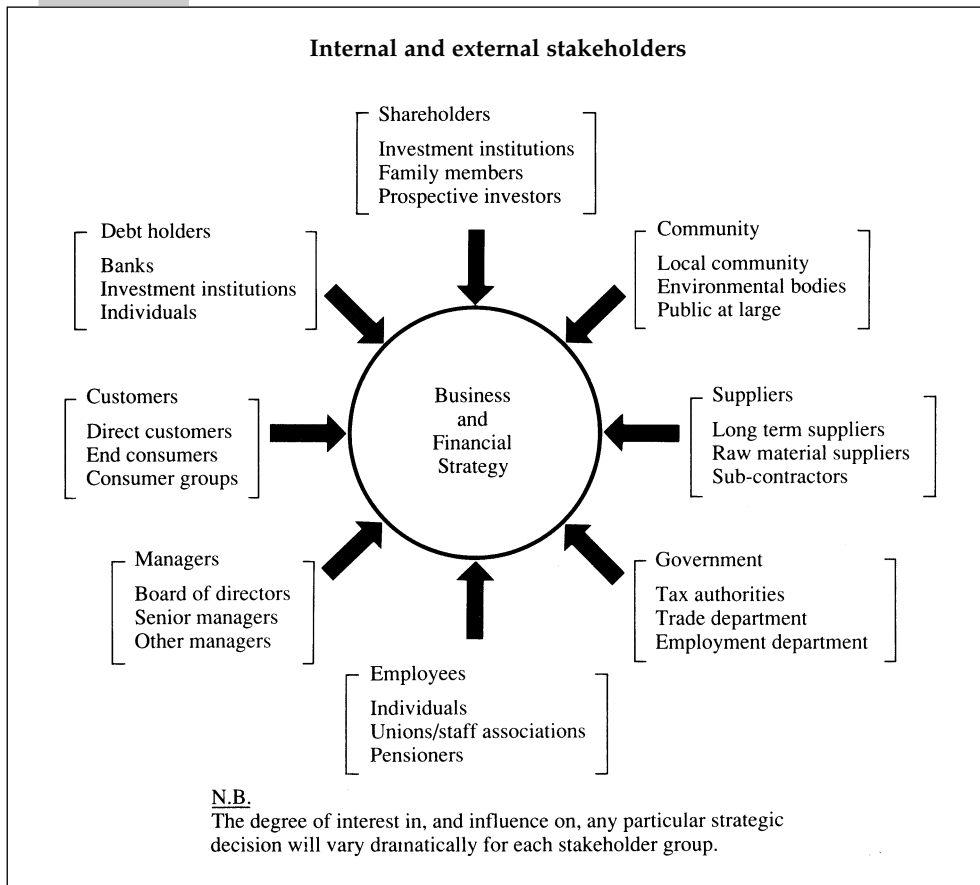 Internal and external stakeholders
Shareholders
Investment institutions
Family members
Prospective investors
Debt holders
Banks
Investment institutions
Individuals
Community
Local community
Environmental bodies
Public at large
Customers
Direct customers
End consumers
Consumer groups
Business
and
Financial
Strategy
Suppliers
Long term suppliers
Raw material suppliers
Sub-contractors
Managers
Board of directors
Senior managers
Other managers
Government
Tax authorities
Trade department
Employment department
Employees
Individuals
Unions/staff associations
Pensioners
N.B.
The degree of interest in, and influence on, any particular strategic
decision will vary dramatically for each stakeholder group.